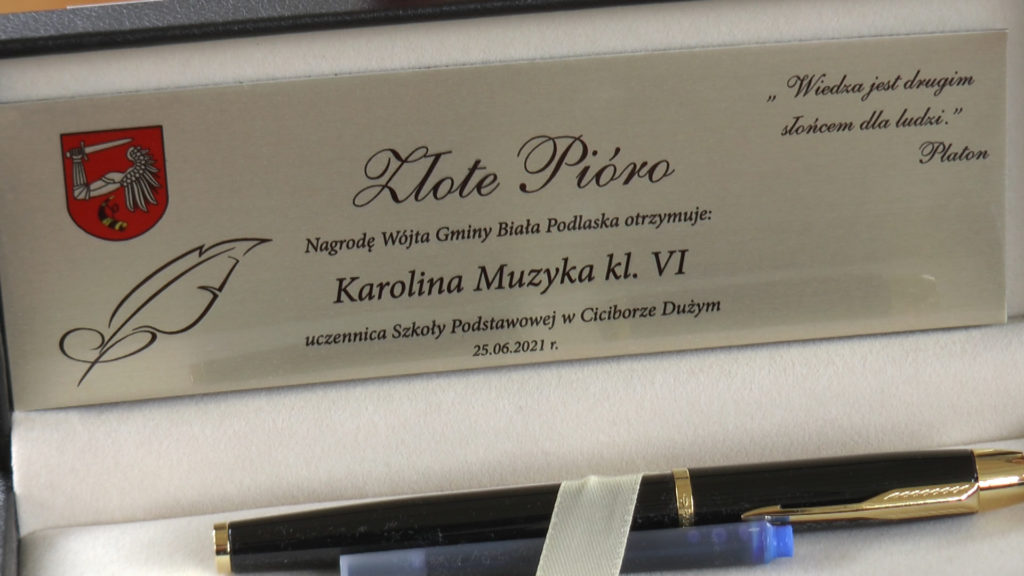 „ Wiedza jest drugim
słońcem dla ludzi.”
Platon
Złote Pióro
Nagrodę Wójta Gminy Biała Podlaska otrzymuje:
Karolina Muzyka kl. VI
uczennica Szkoły Podstawowej w Ciciborze Dużym
25.06.2021 r.